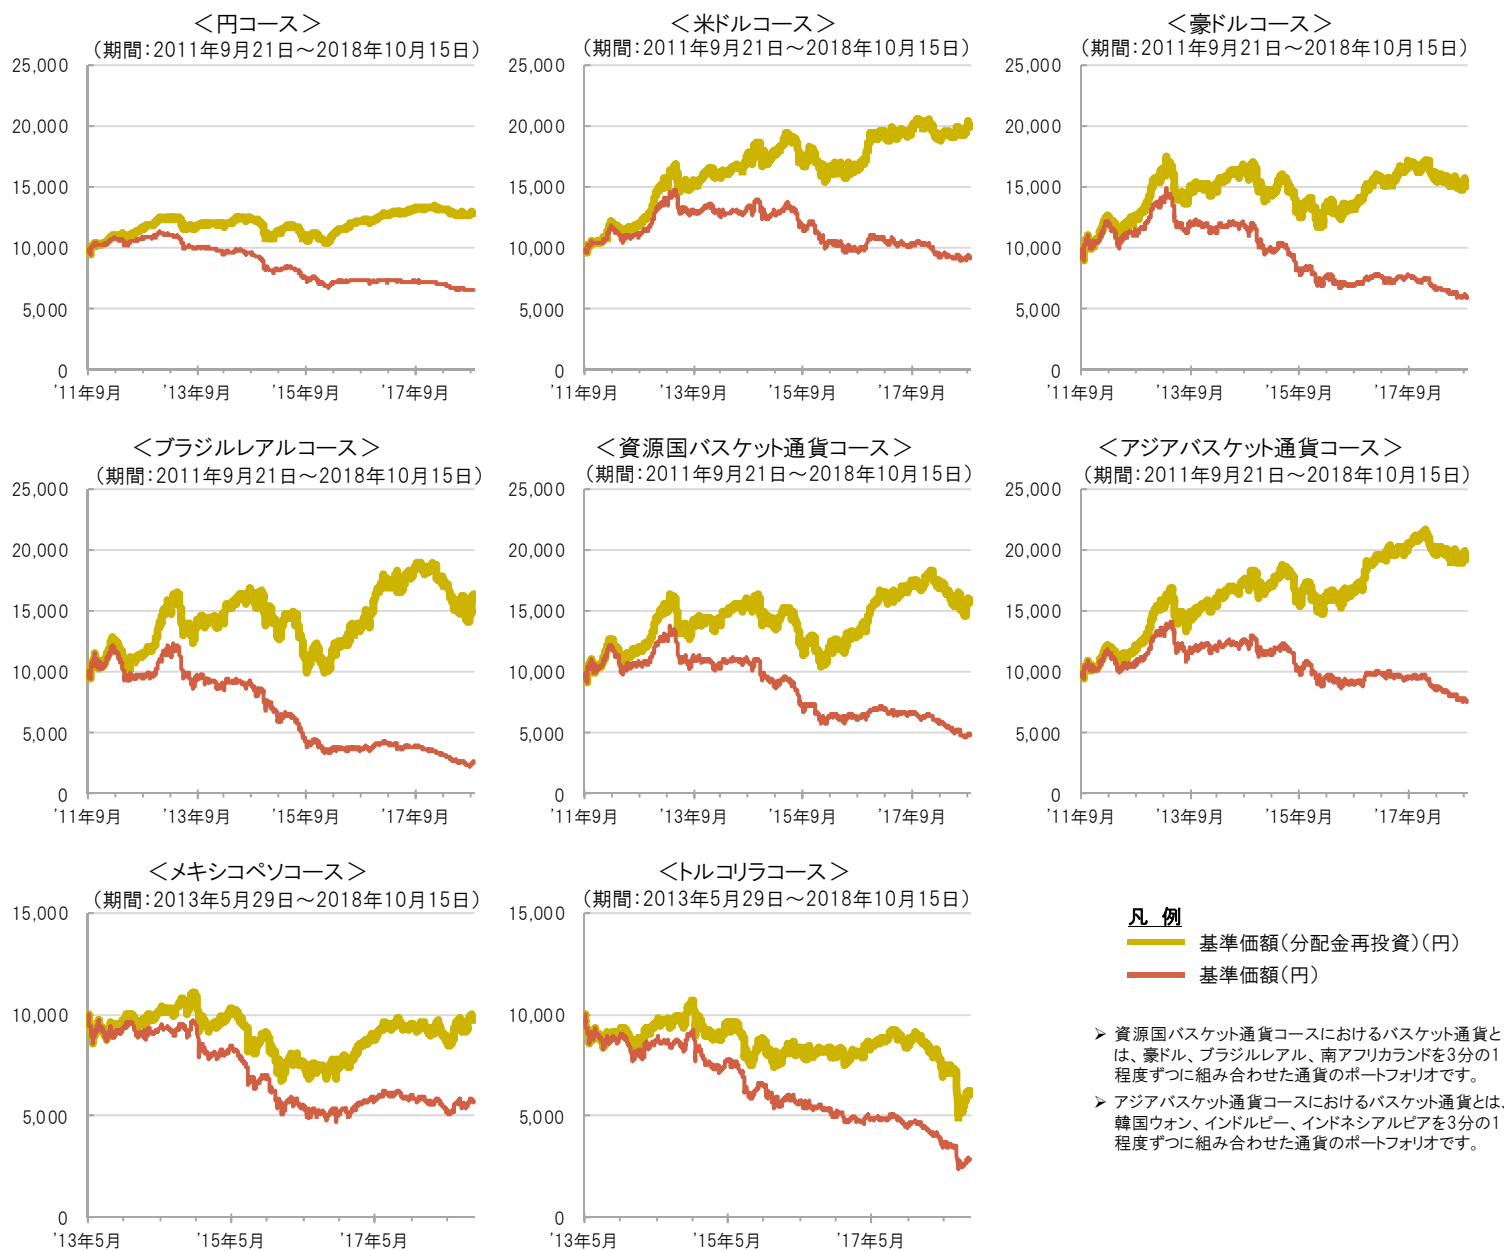 ＜円コース＞
（期間：2011年9月21日～2018年10月15日）
25,000
20,000
15,000
10,000
5,000
0
'11年9月
'13年9月
'15年9月
'17年9月
＜米ドルコース＞
（期間：2011年9月21日～2018年10月15日）
25,000
20,000
15,000
10,000
5,000
0
'11年9月
'13年9月
'15年9月
'17年9月
＜豪ドルコース＞
（期間：2011年9月21日～2018年10月15日）
25,000
20,000
15,000
10,000
5,000
0
'11年9月
'13年9月
'15年9月
'17年9月
＜ブラジルレアルコース＞
（期間：2011年9月21日～2018年10月15日）
25,000
20,000
15,000
10,000
5,000
0
'11年9月
'13年9月
'15年9月
'17年9月
＜資源国バスケット通貨コース＞
（期間：2011年9月21日～2018年10月15日）
25,000
20,000
15,000
10,000
5,000
0
'11年9月
'13年9月
'15年9月
'17年9月
＜アジアバスケット通貨コース＞
（期間：2011年9月21日～2018年10月15日）
25,000
20,000
15,000
10,000
5,000
0
'11年9月
'13年9月
'15年9月
'17年9月
＜メキシコペソコース＞
（期間：2013年5月29日～2018年10月15日）
15,000
10,000
5,000
0
'13年5月
'15年5月
'17年5月
＜トルコリラコース＞
（期間：2013年5月29日～2018年10月15日）
15,000
10,000
5,000
0
'13年5月
'15年5月
'17年5月
凡 例
基準価額（分配金再投資）（円）
基準価額（円）
➢ 資源国バスケット通貨コースにおけるバスケット通貨と
は、豪ドル、ブラジルレアル、南アフリカランドを3分の1
程度ずつに組み合わせた通貨のポートフォリオです。
➢ アジアバスケット通貨コースにおけるバスケット通貨とは、
韓国ウォン、インドルピー、インドネシアルピアを3分の1
程度ずつに組み合わせた通貨のポートフォリオです。